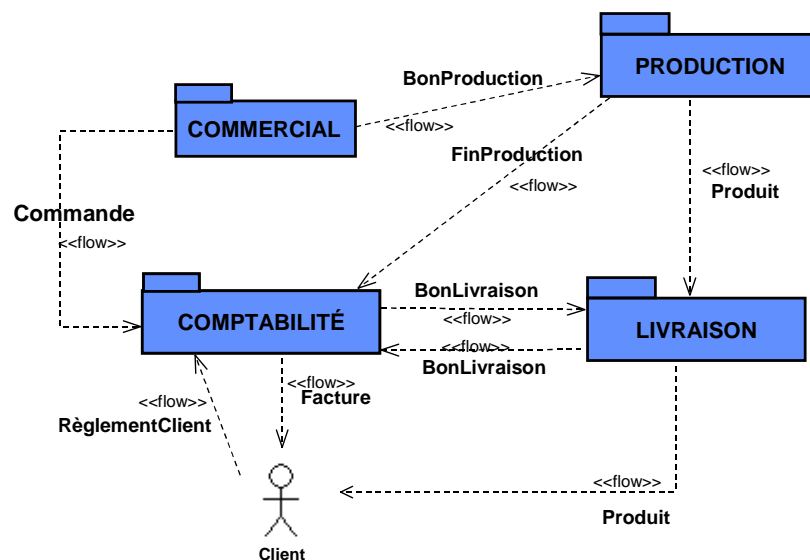 PRODUCTION
BonProduction
<<flow>>
COMMERCIAL
FinProduction
<<flow>>
<<flow>>
Produit
Commande
<<flow>>
COMPTABILITÉ
BonLivraison
<<flow>>
LIVRAISON
<<flow>>
BonLivraison
<<flow>>
Facture
<<flow>>
RèglementClient
<<flow>>
Produit
Client